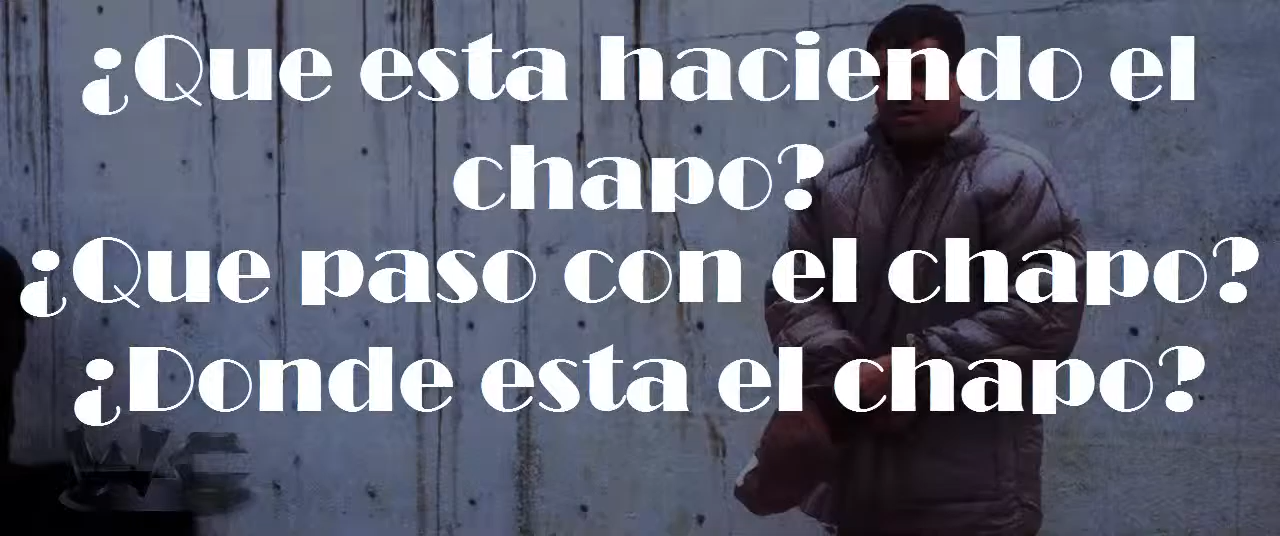 ¿Que esta haciendo el
chapo?
¿Que paso con el chapo?
¿Donde esta el chapo?